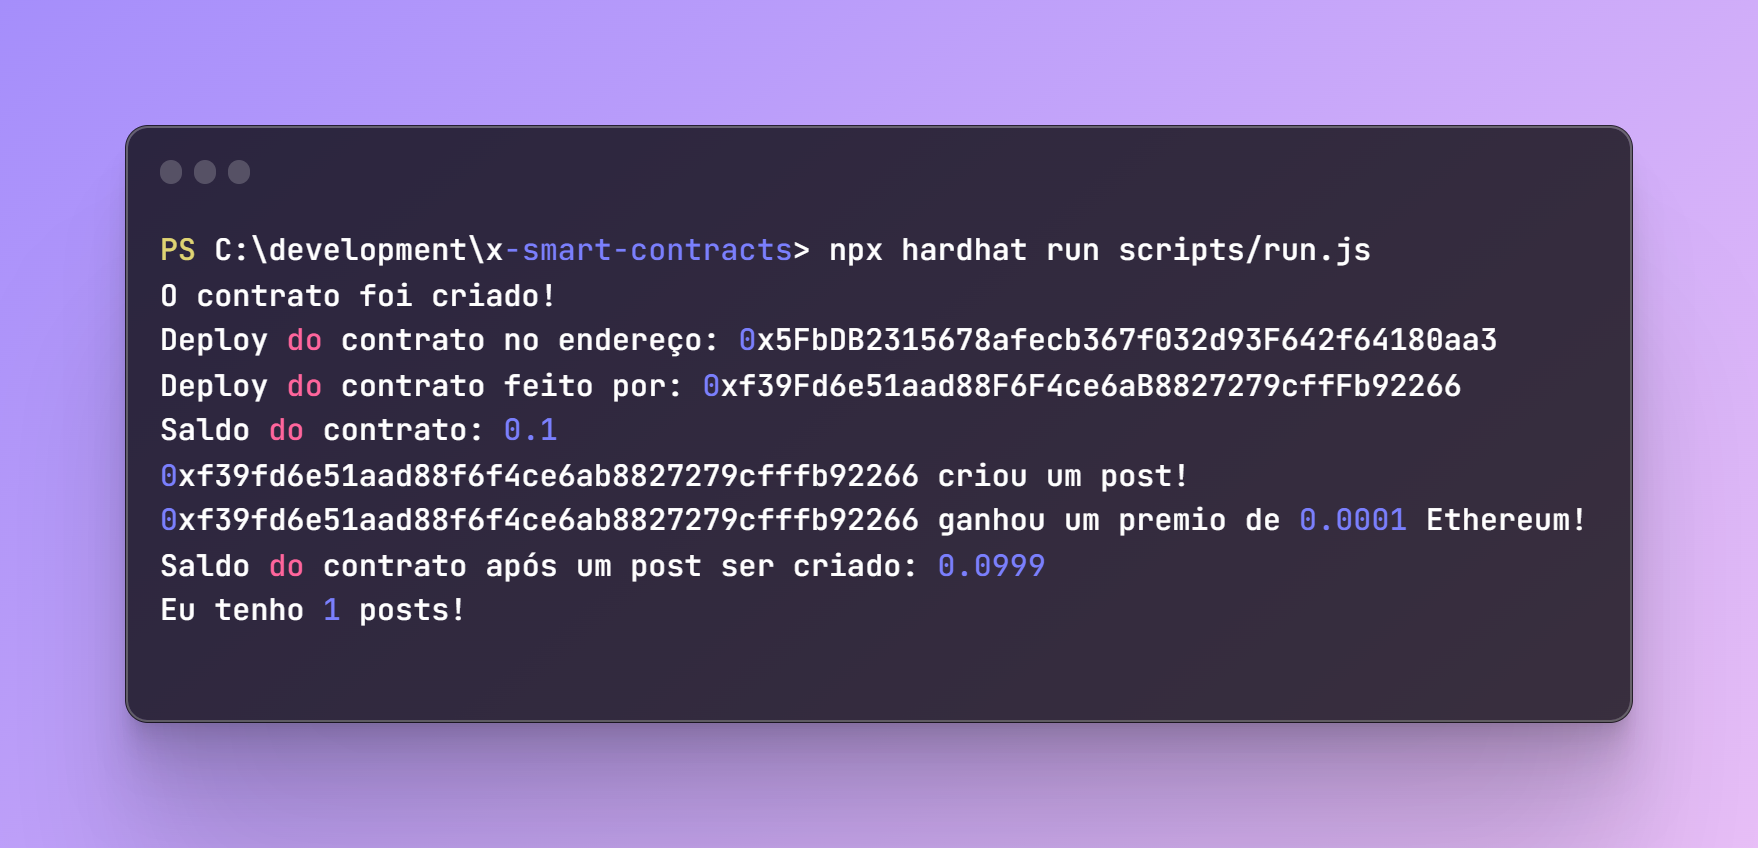 PS C:\development\x-smart-contracts> npx hardhat run scripts/run.js
O contrato foi criado!
Deploy do contrato no endereço: 0x5FbDB2315678afecb367f032d93F642f64180aa3
Deploy do contrato feito por: 0xf39Fd6e51aad88F6F4ce6aB8827279cffFb92266
Saldo do contrato: 0.1
0xf39fd6e51aad88f6f4ce6ab8827279cfffb92266 criou um post!
0xf39fd6e51aad88f6f4ce6ab8827279cfffb92266 ganhou um premio de 0.0001 Ethereum!
Saldo do contrato após um post ser criado: 0.0999
Eu tenho 1 posts!